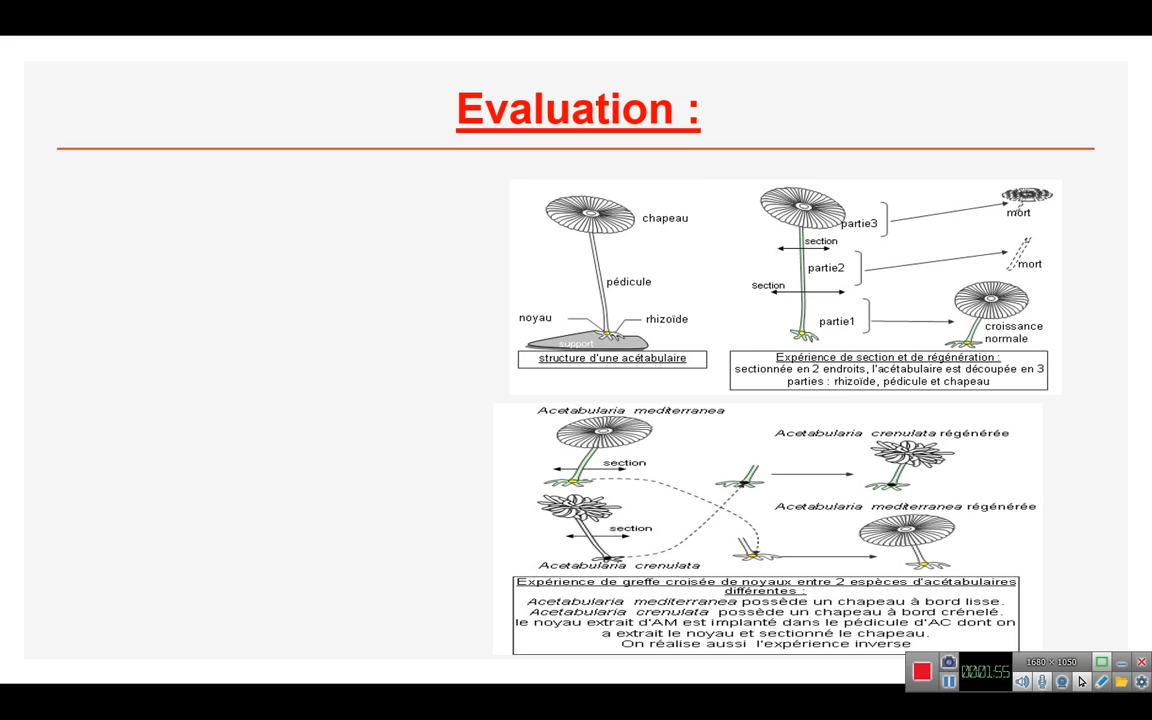 Evaluation :
chapeau
pédicule
noyau
rhizoïde
support
structure d'une acétabulaire
partie3
section
partie2
section
partie1
mort
mort
croissance
normale
Expérience de section et de régénération :
sectionnée en 2 endroits, l'acétabulaire est découpée en 3
parties : rhizoïde, pédicule et chapeau
Acetabularia mediterranea
section
Acetabularia crenulata régénérée
section
Acetabularia mediterranea régénérée
Acetabularia crenulata
Expérience de greffe croisée de noyaux entre 2 espèces d'acétabulaires
différentes :
Acetabularia mediterranea possède un chapeau à bord lisse.
Acetabularia crenulata possède un chapeau à bord crénelé.
le noyau extrait d'AM est implanté dans le pédicule d'AC dont on
a extrait le noyau et sectionné le chapeau.
On réalise aussi l'expérience inverse
1680 × 1050
00:01:55